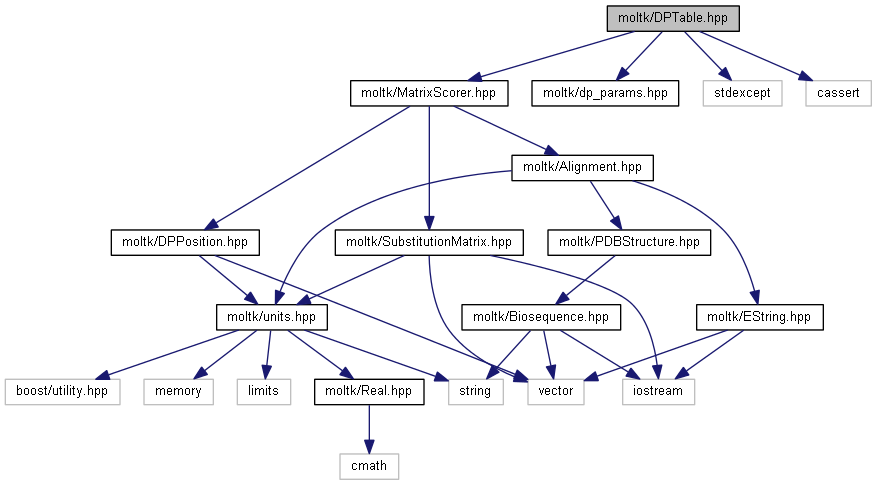 moltk/DPTable.hpp
moltk/MatrixScorer.hpp
moltk/dp_params.hpp
stdexcept
cassert
moltk/Alignment.hpp
moltk/DPPosition.hpp
moltk/SubstitutionMatrix.hpp
moltk/PDBStructure.hpp
moltk/units.hpp
moltk/Biosequence.hpp
moltk/EString.hpp
boost/utility.hpp
memory
limits
moltk/Real.hpp
string
vector
iostream
cmath